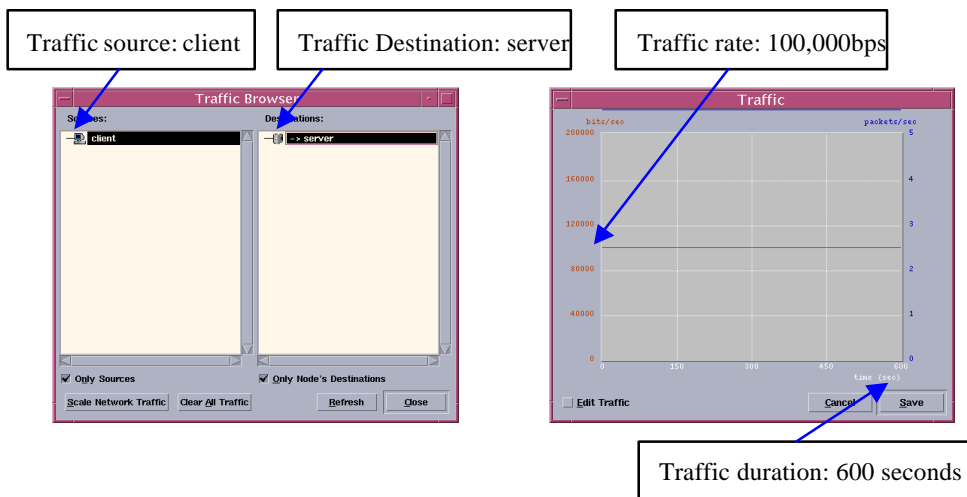 Traffic source: client
Traffic Destination: server
Traffic rate: 100,000bps
Traffic Browser
Sources:
Destinations:
client
-> server
Only Sources
Only Node's Destinations
Scale Network Traffic
Clear All Traffic
Refresh
Close
Traffic
bits/sec
packets/sec
200000
5
160000
4
120000
3
80000
2
40000
1
0
0
0
150
300
450
600
time (sec)
Edit Traffic
Cancel
Save
Traffic duration: 600 seconds